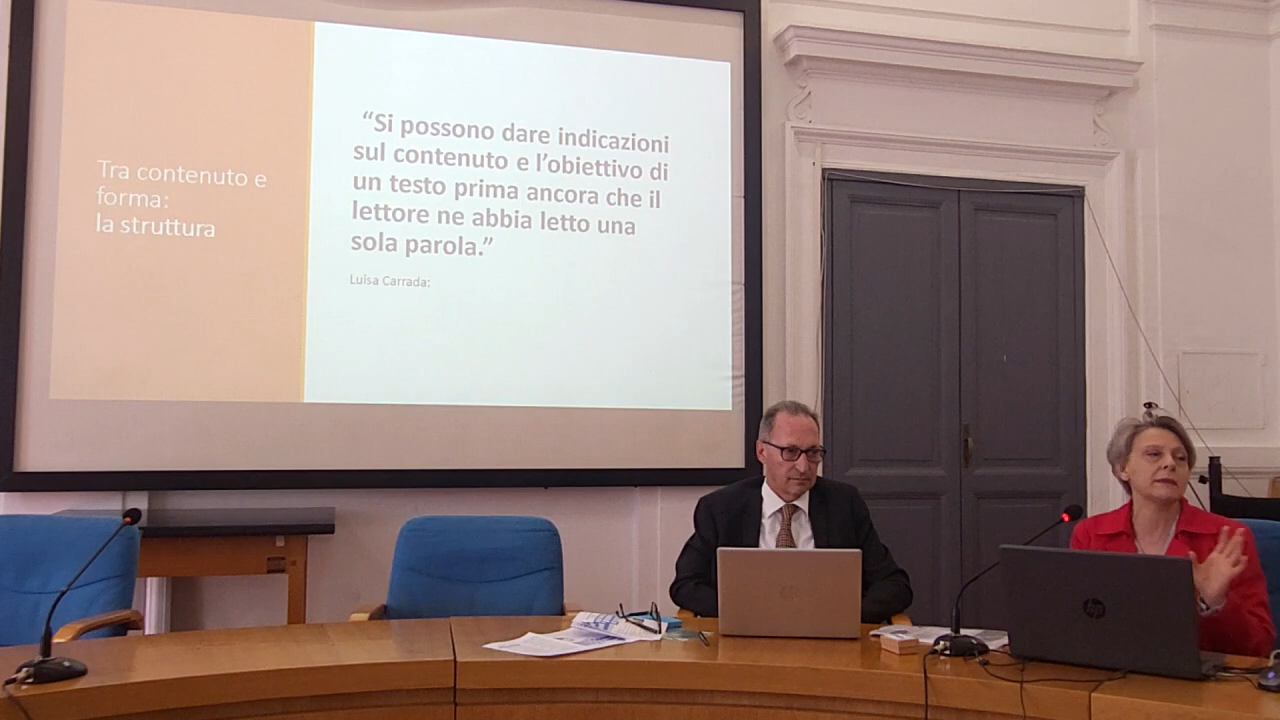 Tra contenuto e
forma:
la struttura
“Si possono dare indicazioni
sul contenuto e l’obiettivo di
un testo prima ancora che il
lettore ne abbia letto una
sola parola.”
Luisa Carrada:
hp